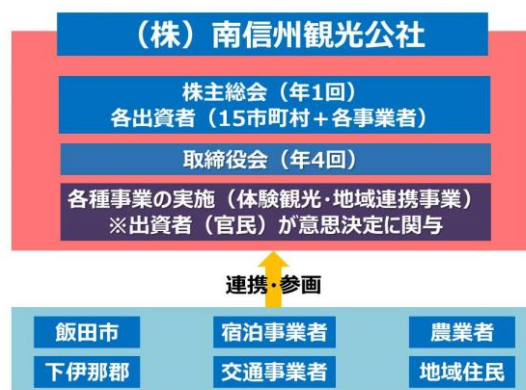 （株）南信州観光公社
株主総会（年1回）
各出資者（15市町村＋各事業者）
取締役会（年4回）
各種事業の実施（体験観光・地域連携事業）
※出資者（官民）が意思決定に関与
連携・参画
飯田市 宿泊事業者 農業者
下伊那郡 交通事業者 地域住民